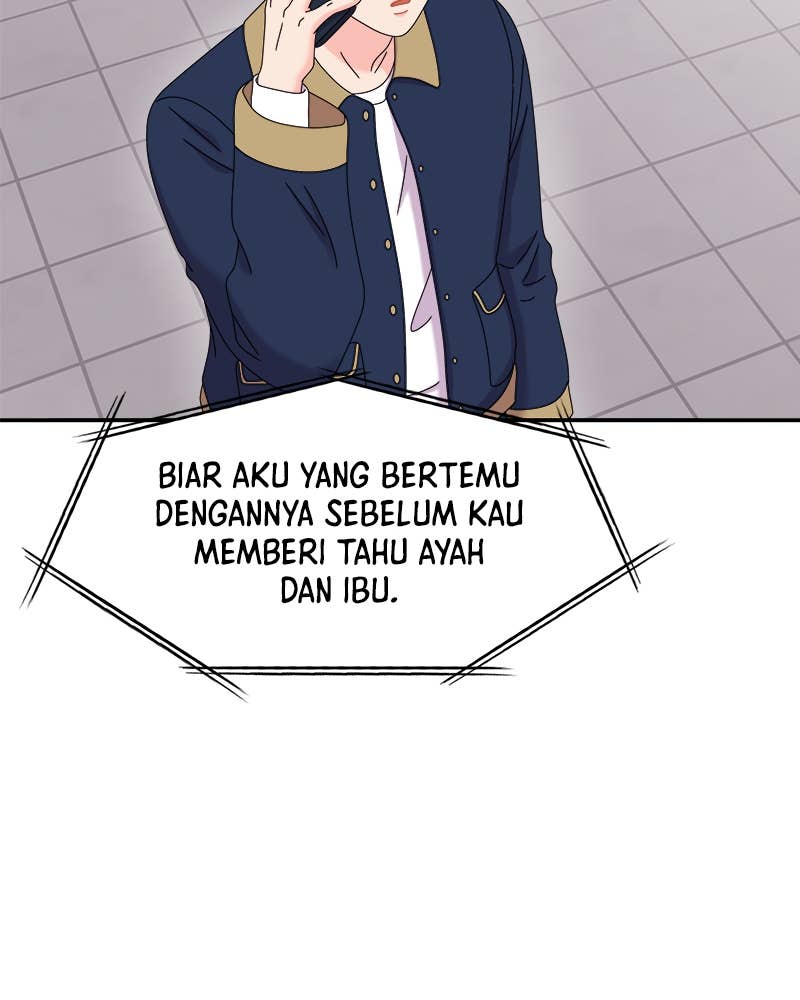 BIAR AKU YANG BERTEMU
DENGANNYA SEBELUM KAU
MEMBERI TAHU AYAH
DAN IBU.